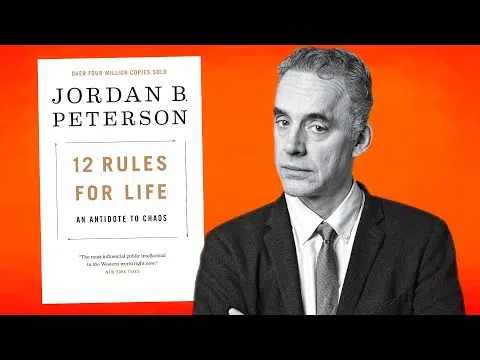 OVER FOUR MILLION COPIES SOLD
JORDAN B.
PETERSON
12 RULES
FOR LIFE
AN ANTIDOTE TO CHAOS
"The most influential public intellectual
in the Western world right now."
NEW YORK TIMES